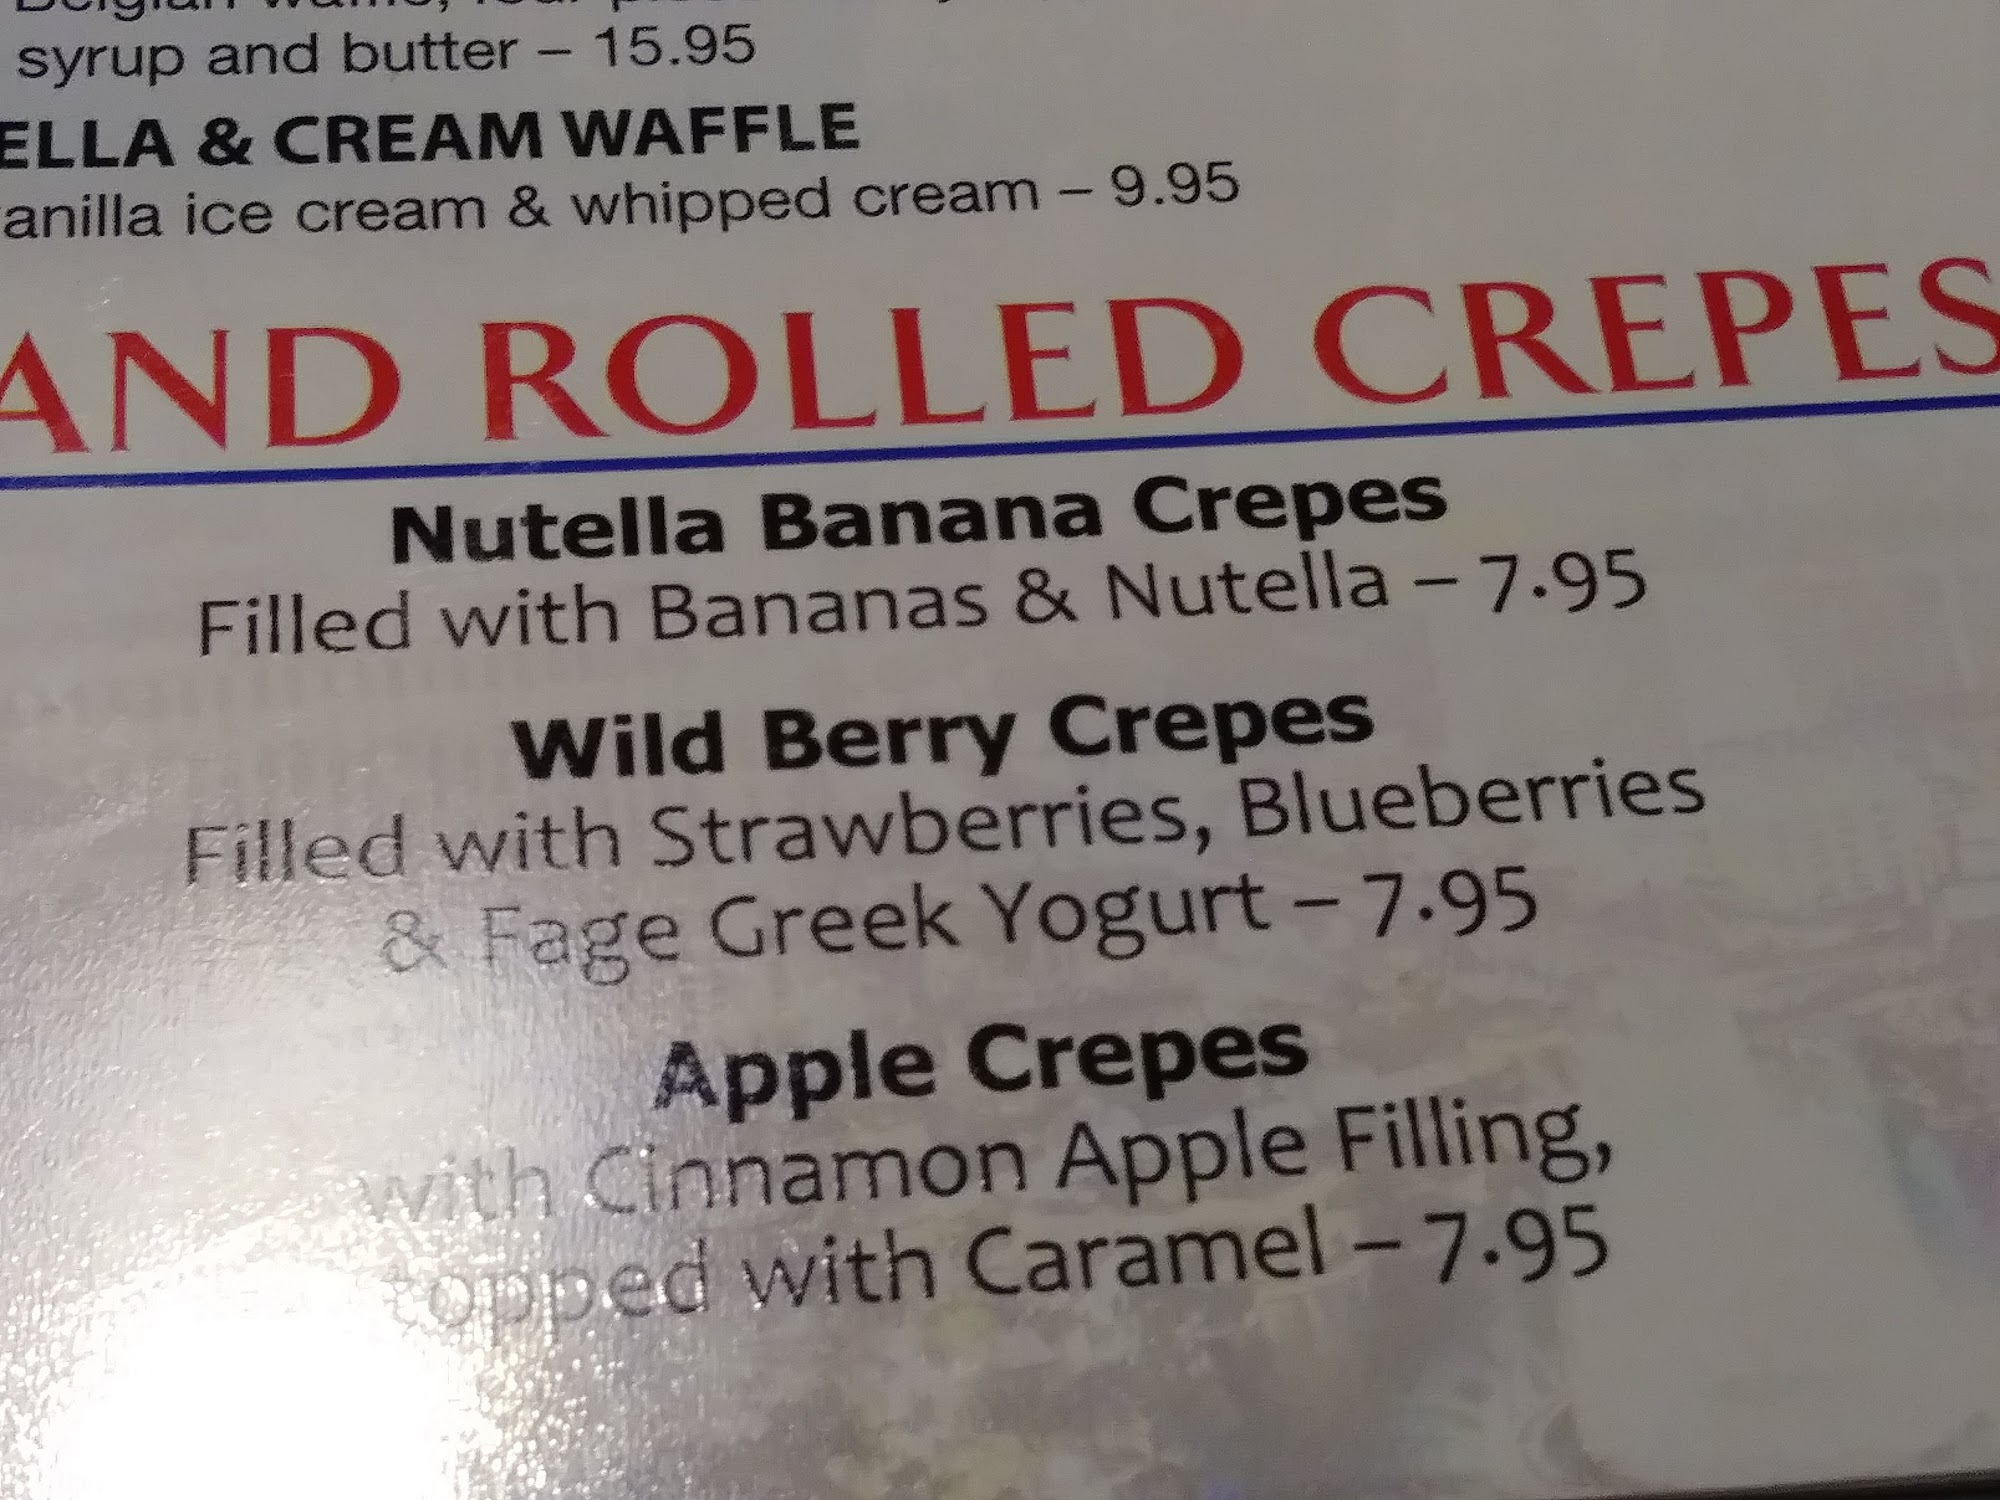 syrup and butter – 15.95
ELLA & CREAM WAFFLE
anilla ice cream & whipped cream – 9.95
AND ROLLED CREPES
Nutella Banana Crepes
Filled with Bananas & Nutella – 7.95
Wild Berry Crepes
Filled with Strawberries, Blueberries
& Fage Greek Yogurt – 7.95
Apple Crepes
with Cinnamon Apple Filling,
topped with Caramel – 7.95